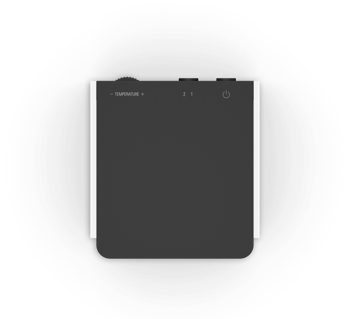 − TEMPERATURE + 2 1